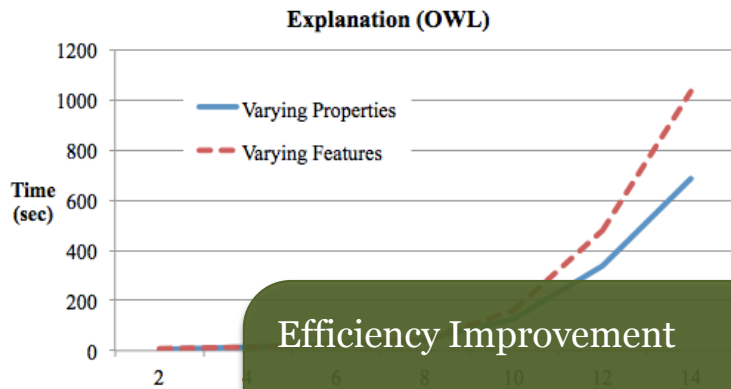 Explanation (OWL)
1200
1000
800
600
400
200
0
Time
(sec)
Varying Properties
Varying Features
Efficiency Improvement
2 4 6 8 10 12 14